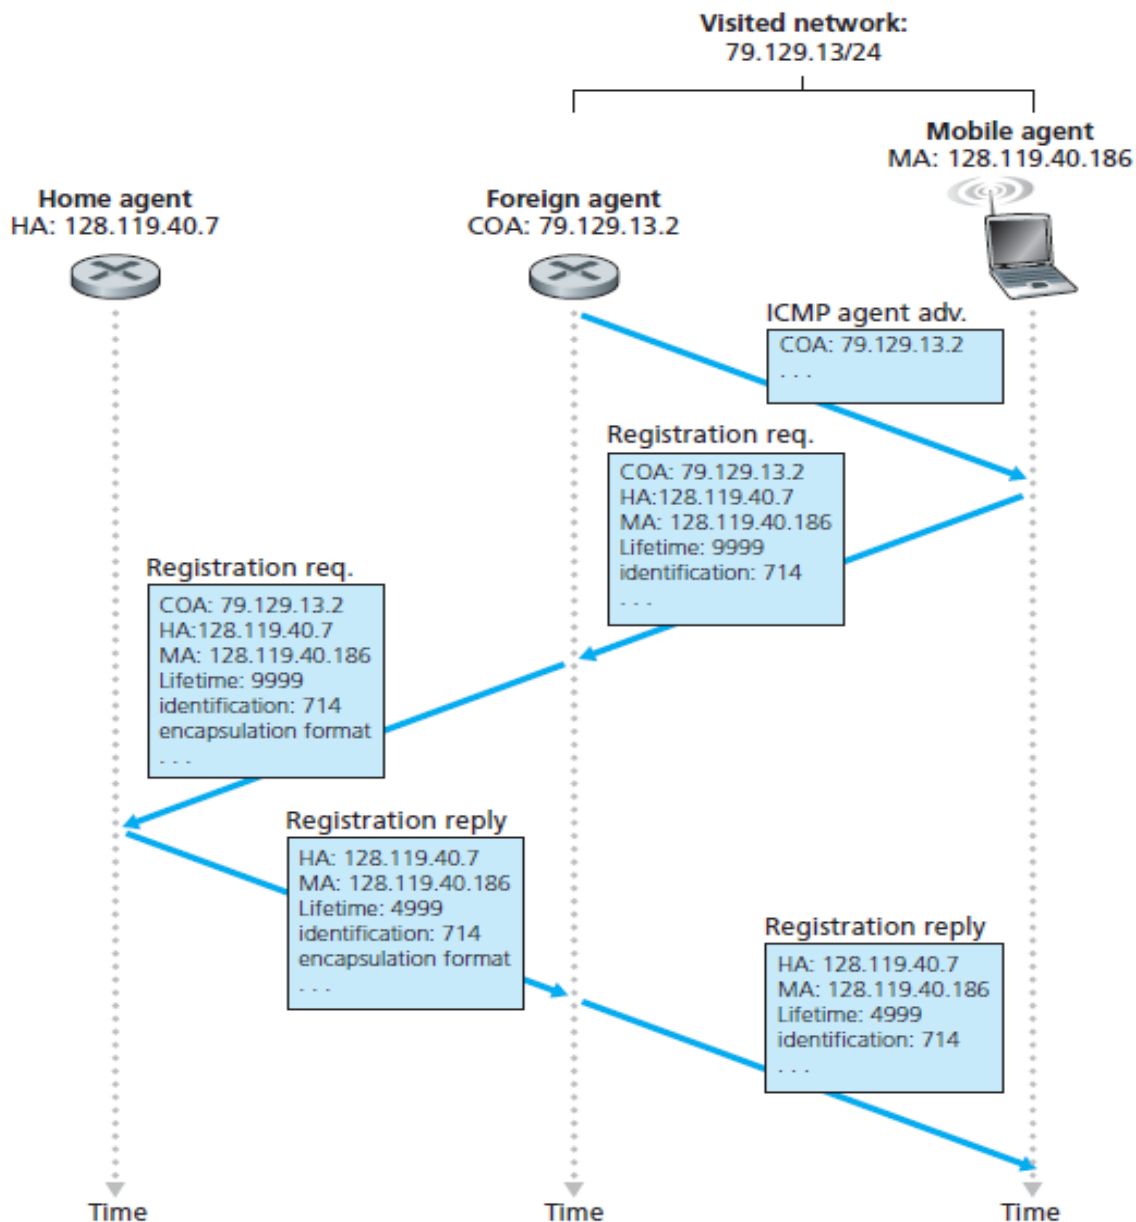 Visited network:
79.129.13/24
Mobile agent
MA: 128.119.40.186
Home agent
HA: 128.119.40.7
Foreign agent
COA: 79.129.13.2
ICMP agent adv.
COA: 79.129.13.2
. . .
Registration req.
COA: 79.129.13.2
HA:128.119.40.7
MA: 128.119.40.186
Lifetime: 9999
identification: 714
. . .
Registration req.
COA: 79.129.13.2
HA:128.119.40.7
MA: 128.119.40.186
Lifetime: 9999
identification: 714
encapsulation format
. . .
Registration reply
HA: 128.119.40.7
MA: 128.119.40.186
Lifetime: 4999
identification: 714
encapsulation format
. . .
Registration reply
HA: 128.119.40.7
MA: 128.119.40.186
Lifetime: 4999
identification: 714
. . .
Time
Time
Time